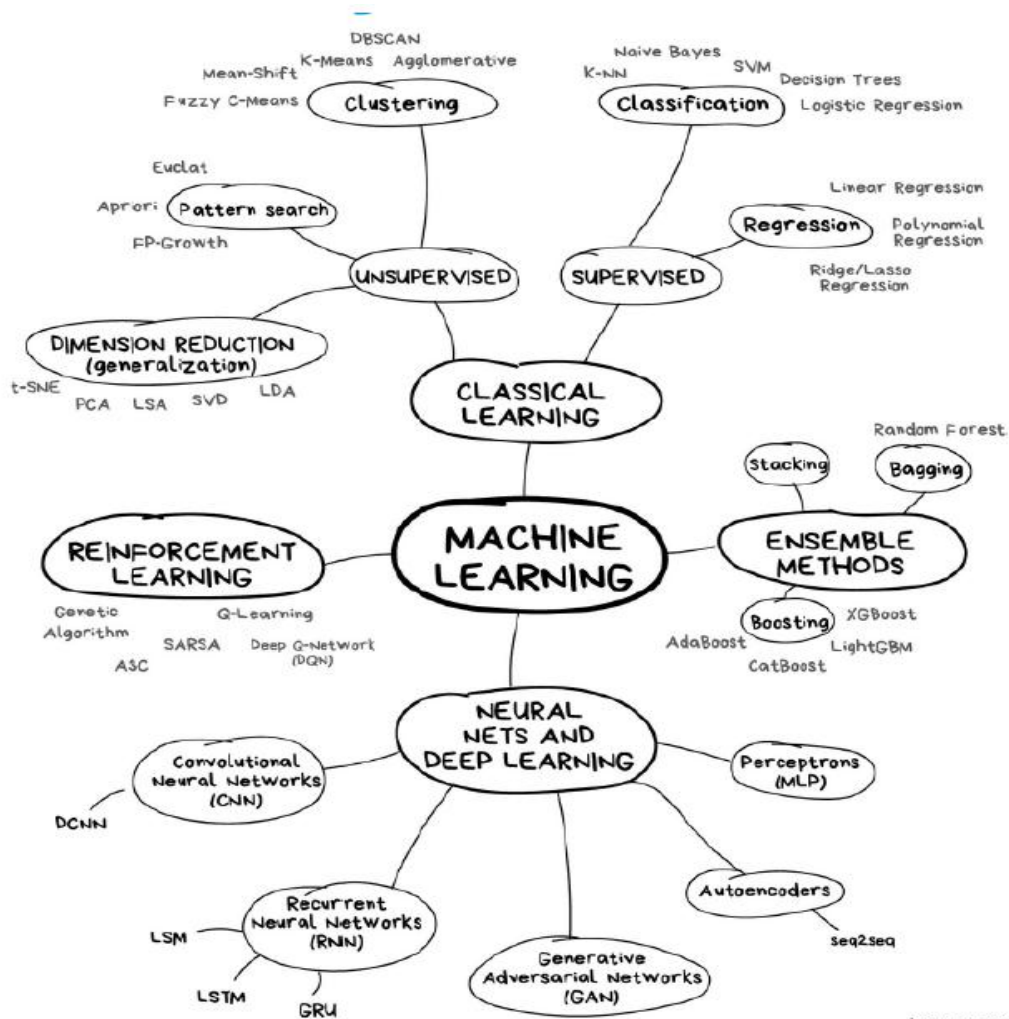 DBSCAN
K-Means
Agglomerative
Mean-Shift
Fuzzy C-Means
Clustering
Naive Bayes
K-NN
SVM
Decision Trees
Logistic Regression
Classification
Euclat
Apriori
Pattern search
FP-Growth
Linear Regression
Regression
Polynomial
Regression
Ridge/Lasso
Regression
UNSUPERVISED
SUPERVISED
DIMENSION REDUCTION
(generalization)
t-SNE
PCA
LSA
SVD
LDA
CLASSICAL
LEARNING
Random Forest
Stacking
Bagging
MACHINE
LEARNING
REINFORCEMENT
LEARNING
ENSEMBLE
METHODS
Genetic
Algorithm
Q-Learning
SARSA
Deep Q-Network
(DQN)
ASC
Boosting
XGBoost
AdaBoost
LightGBM
CatBoost
NEURAL
NETS AND
DEEP LEARNING
Convolutional
Neural Networks
(CNN)
DCNN
Perceptrons
(MLP)
Recurrent
Neural Networks
(RNN)
LSM
LSTM
GRU
Autoencoders
seq2seq
Generative
Adversarial Networks
(GAN)